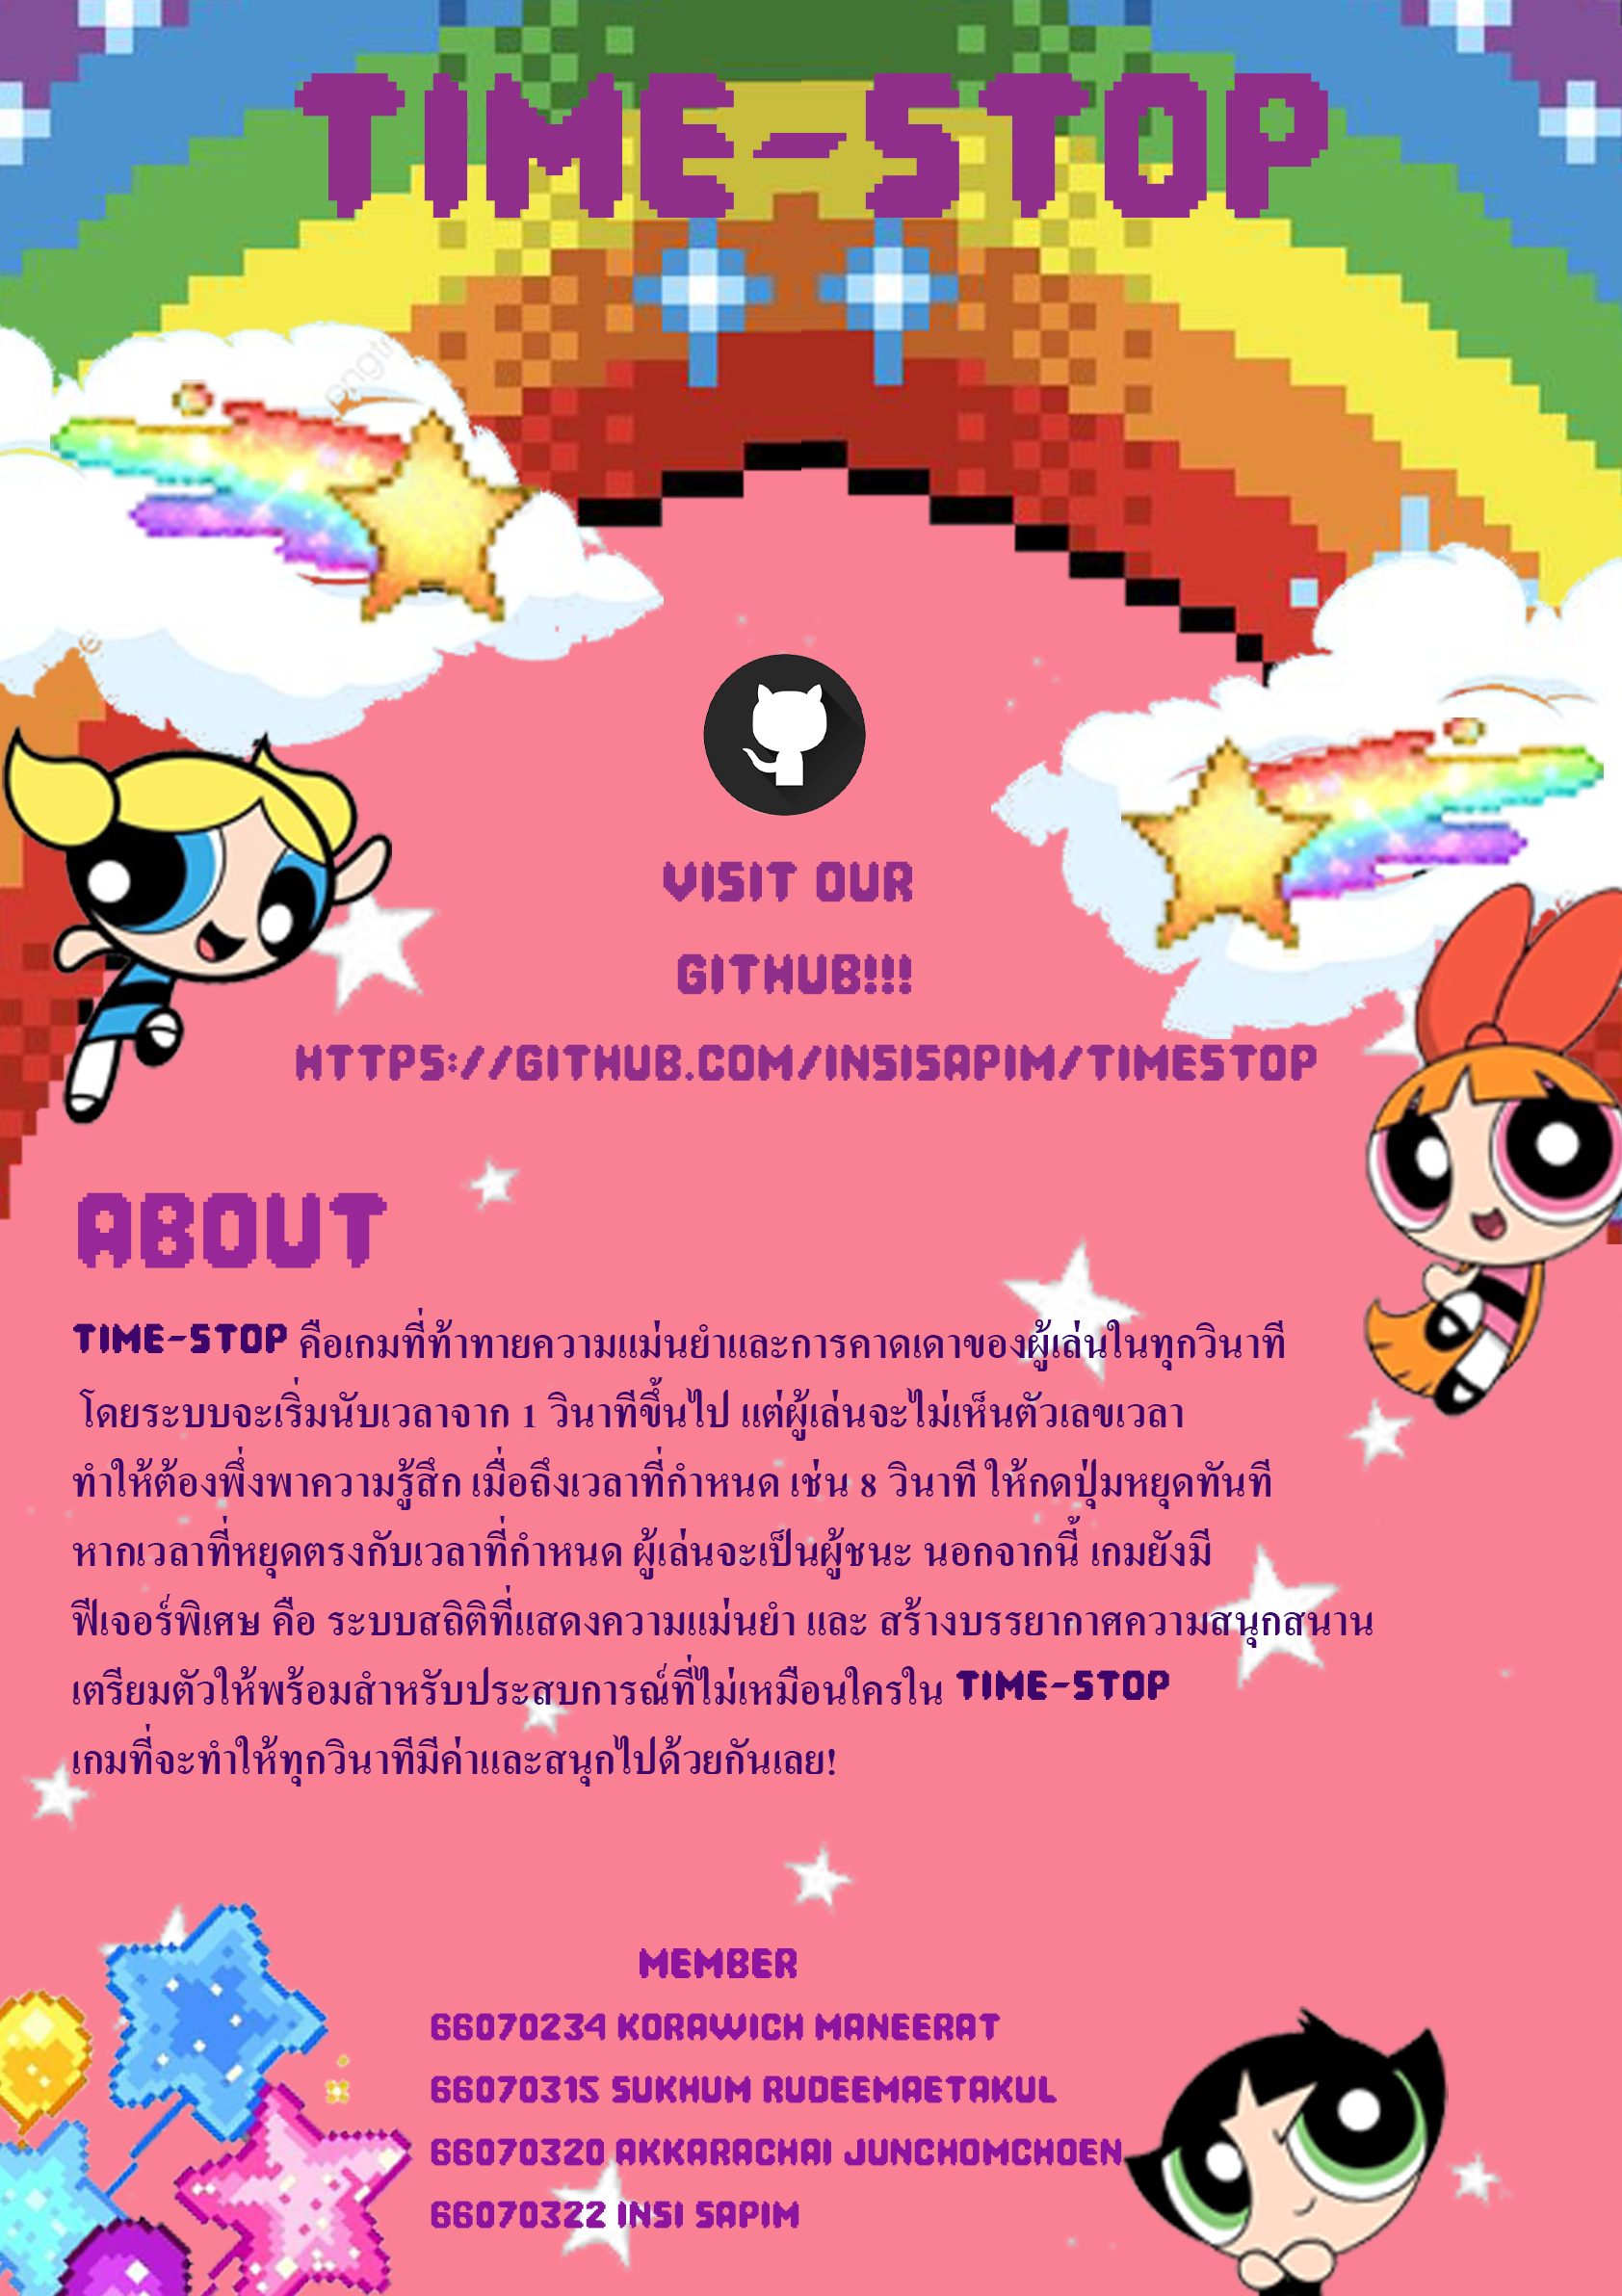 TIME-STOP
VISIT OUR
GITHUB!!!
HTTPS://GITHUB.COM/INSISAPIM/TIMESTOP
ABOUT
TIME-STOP คือเกมที่ท้าทายความแม่นยำและการคาดเดาของผู้เล่นในทุกวินาที
โดยระบบจะเริ่มนับเวลาจาก 1 วินาทีขึ้นไป แต่ผู้เล่นจะไม่เห็นตัวเลขเวลา
ทำให้ต้องพึ่งพาความรู้สึก เมื่อถึงเวลาที่กำหนด เช่น 8 วินาที ให้กดปุ่มหยุดทันที
หากเวลาที่หยุดตรงกับเวลาที่กำหนด ผู้เล่นจะเป็นผู้ชนะ นอกจากนี้ เกมยังมี
ฟีเจอร์พิเศษ คือ ระบบสถิติที่แสดงความแม่นยำ และ สร้างบรรยากาศความสนุกสนาน
เตรียมตัวให้พร้อมสำหรับประสบการณ์ที่ไม่เหมือนใครใน TIME-STOP
เกมที่จะทำให้ทุกวินาทีมีค่าและสนุกไปด้วยกันเลย!
MEMBER
66070234 KORAWICH MANEERAT
66070315 SUKHUM RUDEEMAETAKUL
66070320 AKKARACHAI JUNCHOMCHOEN
66070322 INSI SAPIM